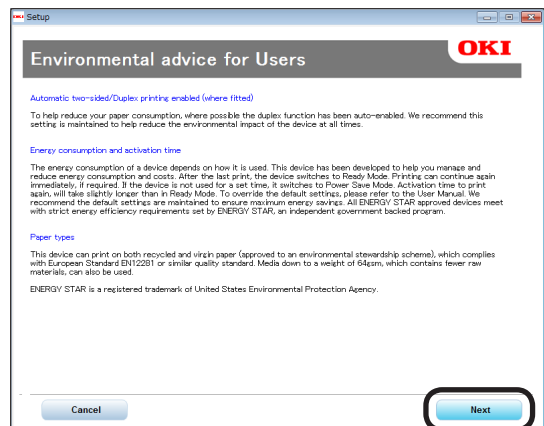 OKI Setup
OKI
Environmental advice for Users
Automatic two-sided/Duplex printing enabled (where fitted)
To help reduce your paper consumption, where possible the duplex function has been auto-enabled. We recommend this
setting is maintained to help reduce the environmental impact of the device at all times.
Energy consumption and activation time
The energy consumption of a device depends on how it is used. This device has been developed to help you manage and
reduce energy consumption and costs. After the last print, the device switches to Ready Mode. Printing can continue again
immediately, if required. If the device is not used for a set time, it switches to Power Save Mode. Activation time to print
again, will take slightly longer than in Ready Mode. To override the default settings, please refer to the User Manual. We
recommend the default settings are maintained to ensure maximum energy savings. All ENERGY STAR approved devices meet
with strict energy efficiency requirements set by ENERGY STAR, an independent government backed program.
Paper types
This device can print on both recycled and virgin paper (approved to an environmental stewardship scheme), which complies
with European Standard EN12281 or similar quality standard. Media down to a weight of 64gsm, which contains fewer raw
materials, can also be used.
ENERGY STAR is a registered trademark of United States Environmental Protection Agency.
Cancel
Next